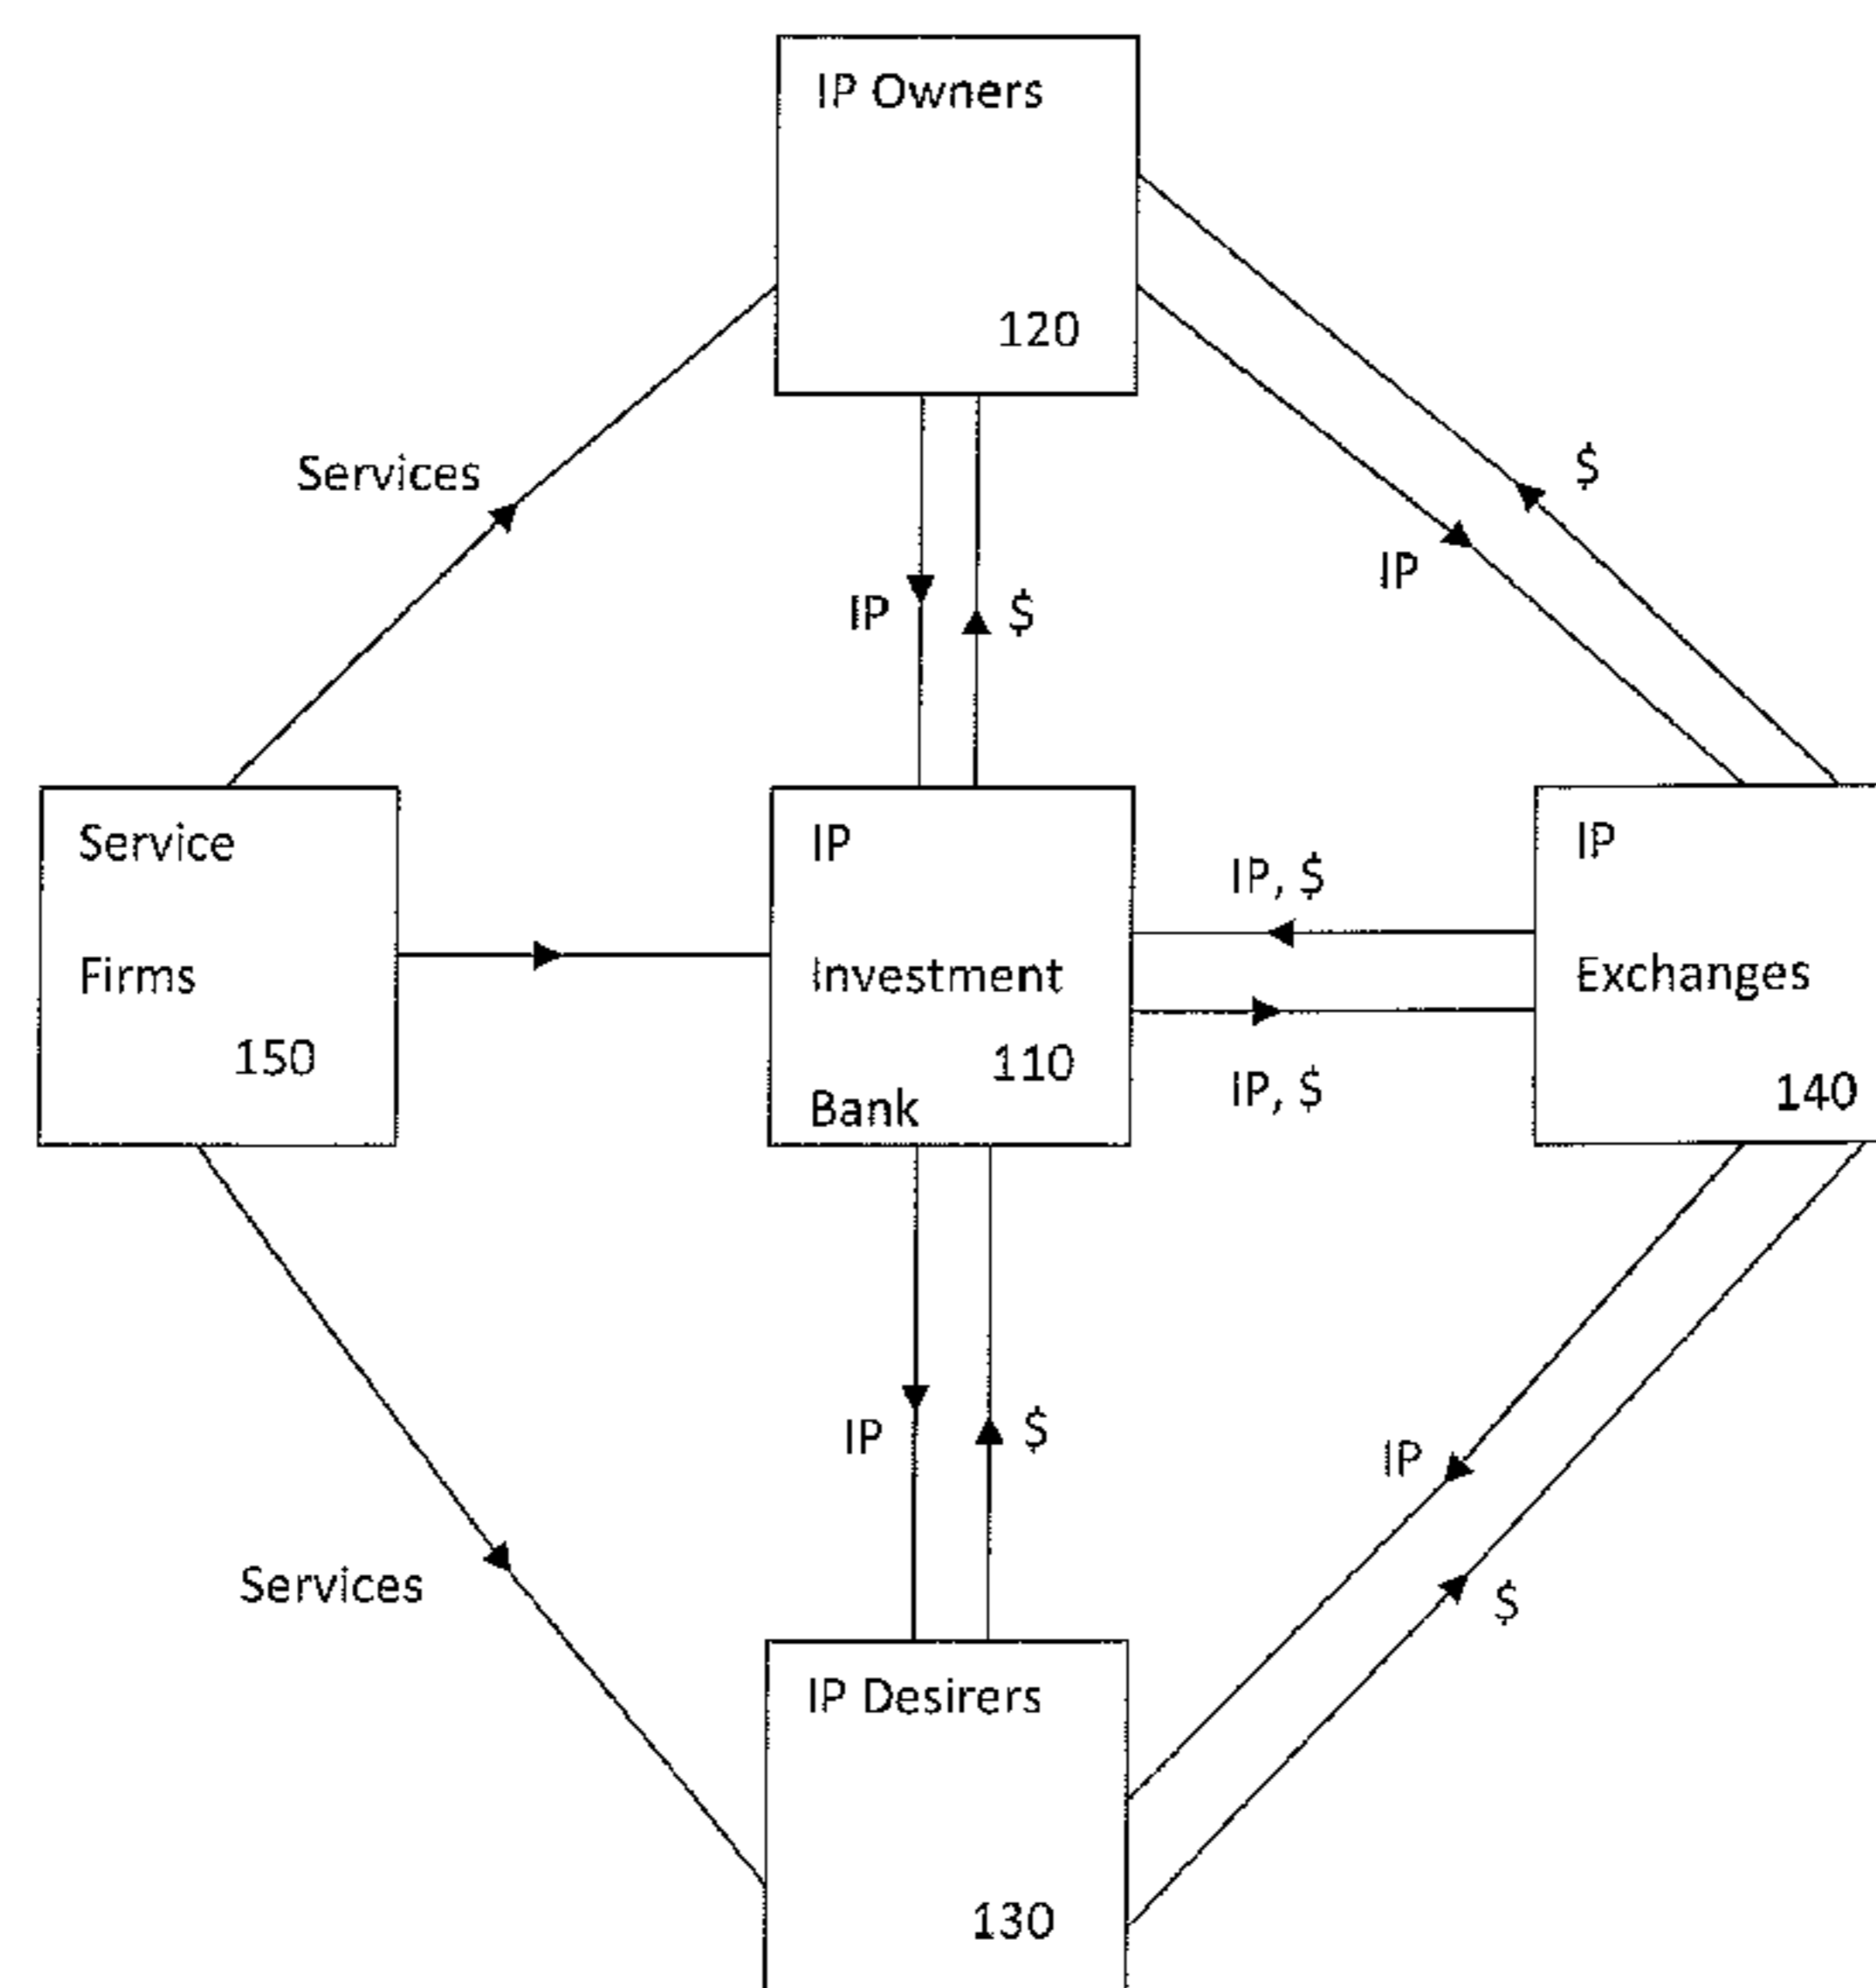 IP Owners
120
Services
$
IP
IP
$
Service
Firms
150
IP
Investment
110
Bank
IP, $
IP, $
IP
Exchanges
140
IP
$
IP
$
Services
IP Desirers
130